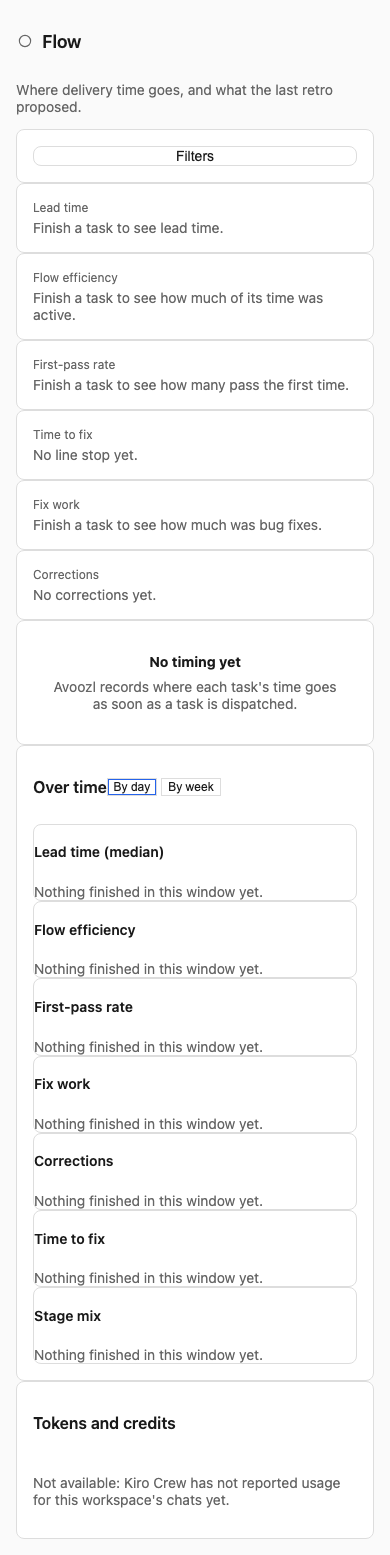 Flow
Where delivery time goes, and what the last retro
proposed.
Filters
Lead time
Finish a task to see lead time.
Flow efficiency
Finish a task to see how much of its time was
active.
First-pass rate
Finish a task to see how many pass the first time.
Time to fix
No line stop yet.
Fix work
Finish a task to see how much was bug fixes.
Corrections
No corrections yet.
No timing yet
Avoozl records where each task's time goes
as soon as a task is dispatched.
Over time By day By week
Lead time (median)
Nothing finished in this window yet.
Flow efficiency
Nothing finished in this window yet.
First-pass rate
Nothing finished in this window yet.
Fix work
Nothing finished in this window yet.
Corrections
Nothing finished in this window yet.
Time to fix
Nothing finished in this window yet.
Stage mix
Nothing finished in this window yet.
Tokens and credits
Not available: Kiro Crew has not reported usage
for this workspace's chats yet.